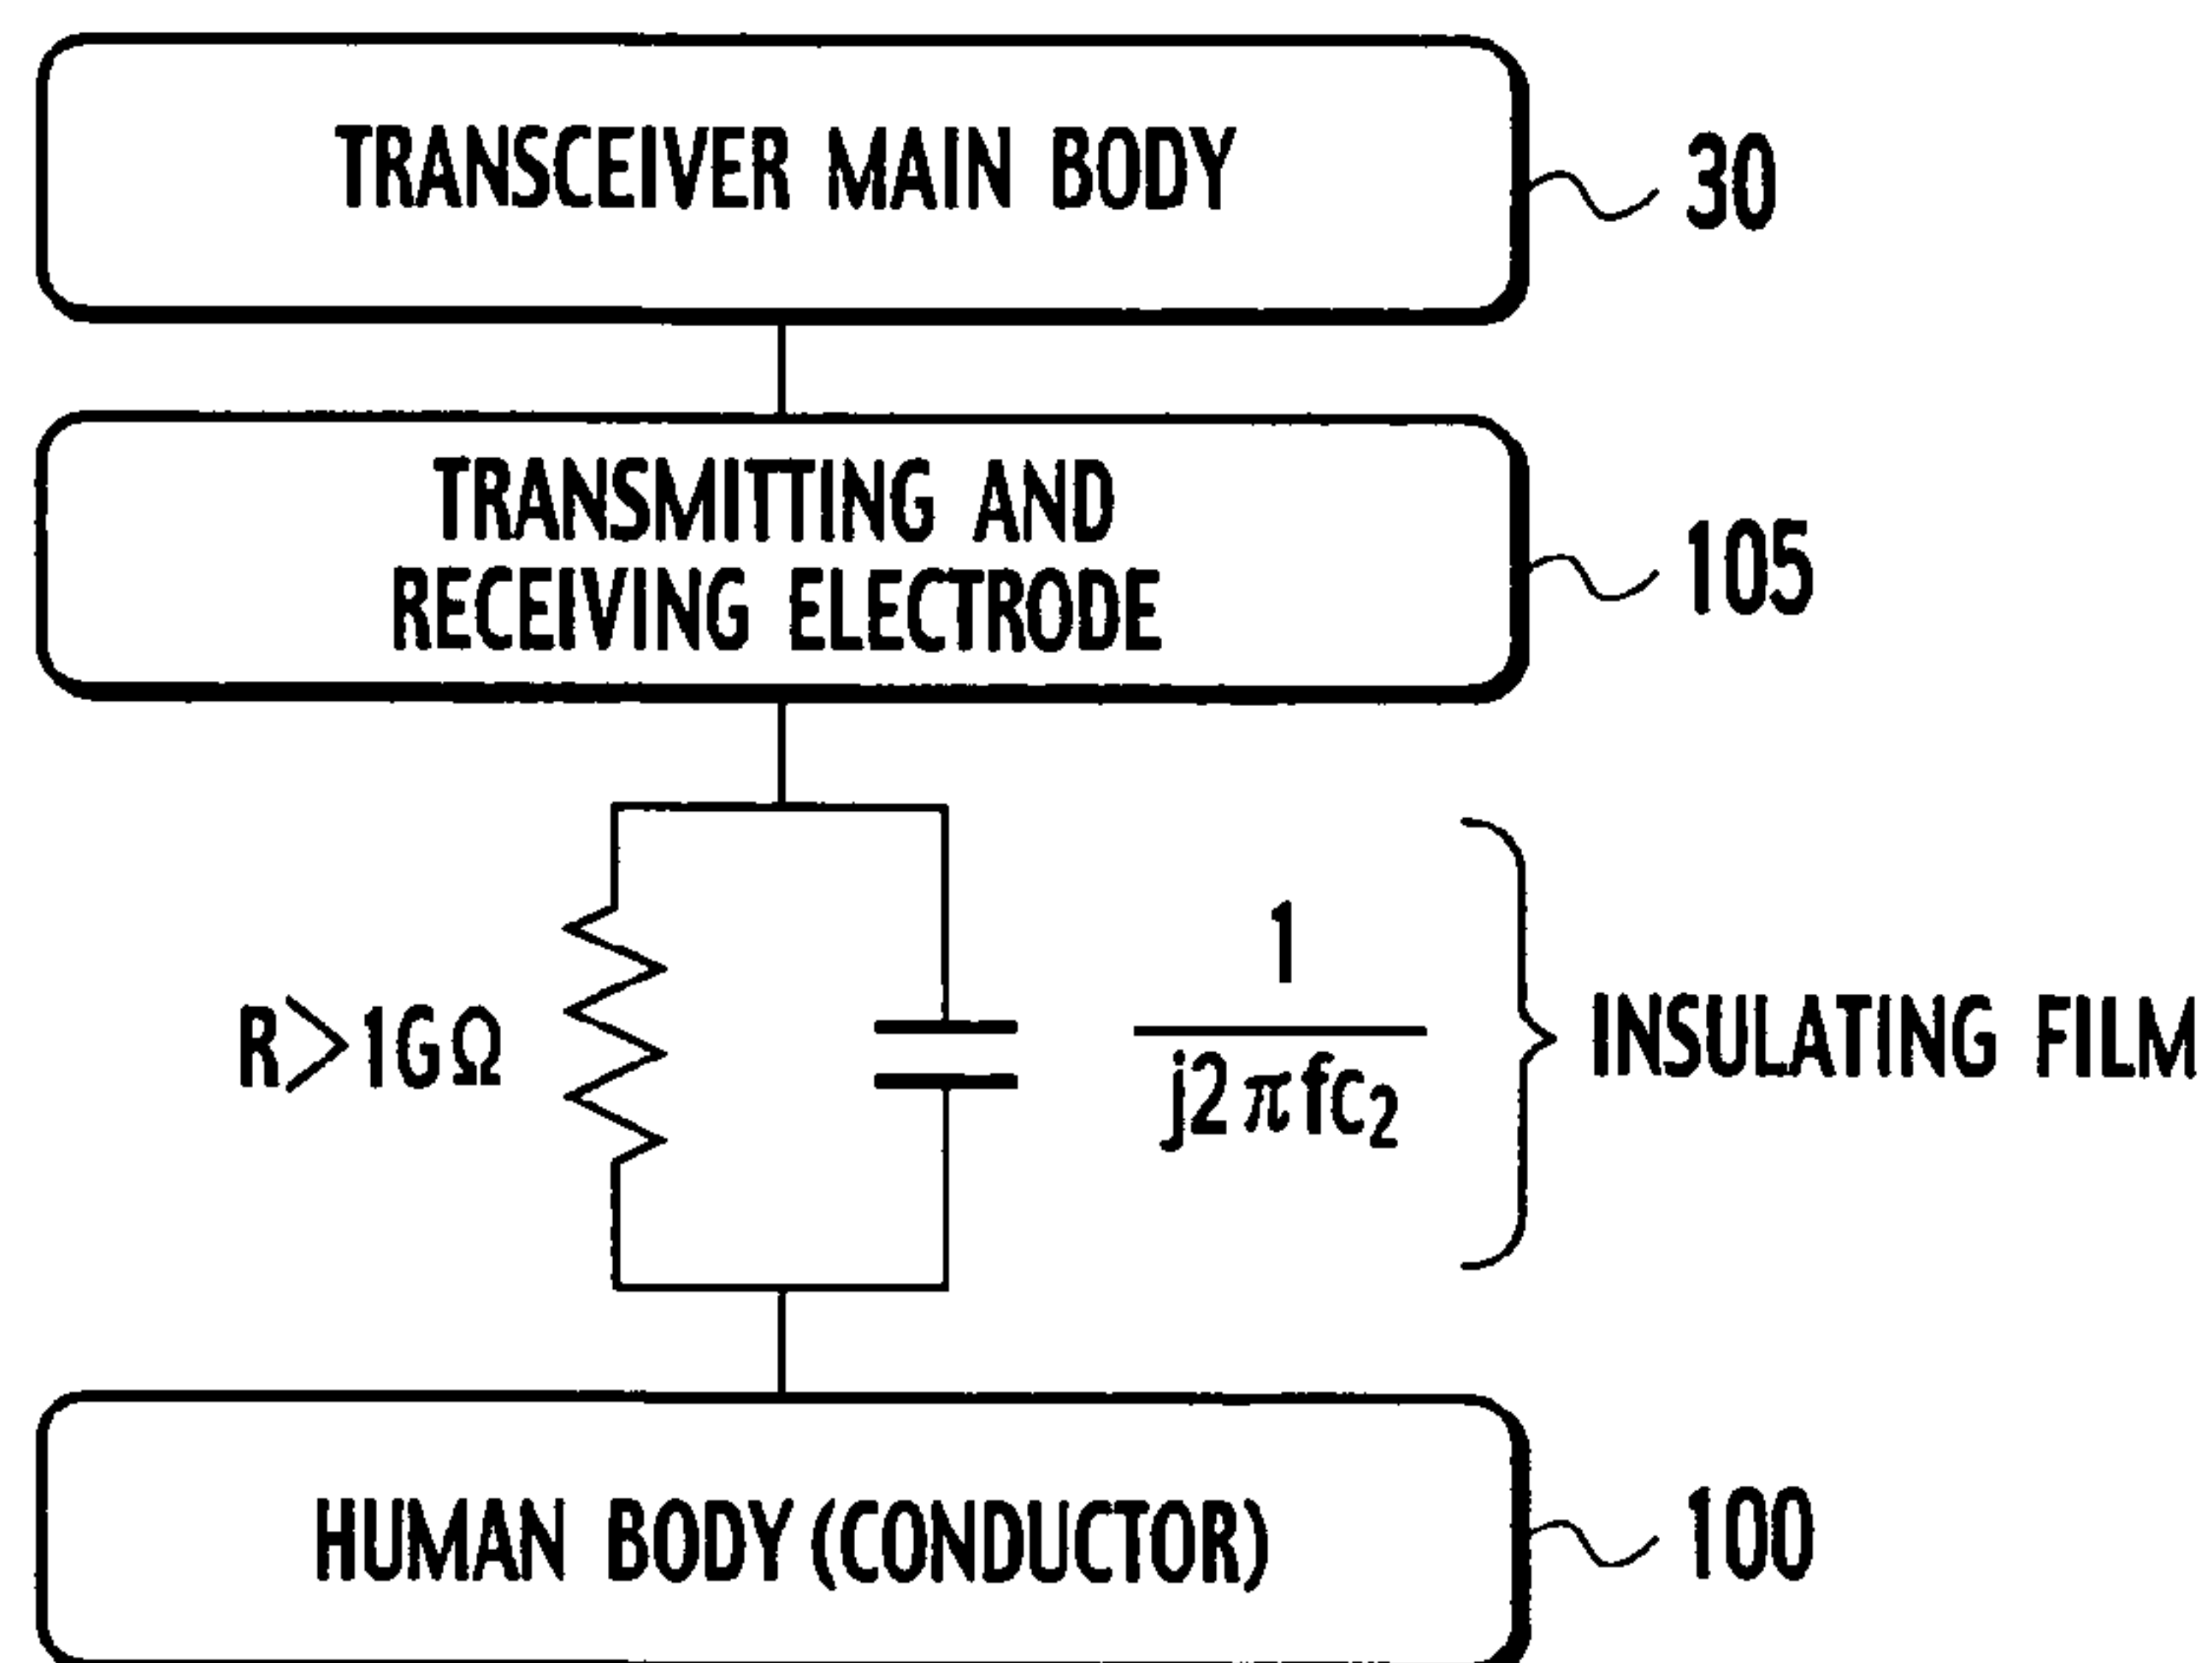 TRANSCEIVER MAIN BODY
30
TRANSMITTING AND
RECEIVING ELECTRODE
105
R>1GΩ
1
j2πfc₂
INSULATING FILM
HUMAN BODY (CONDUCTOR)
100